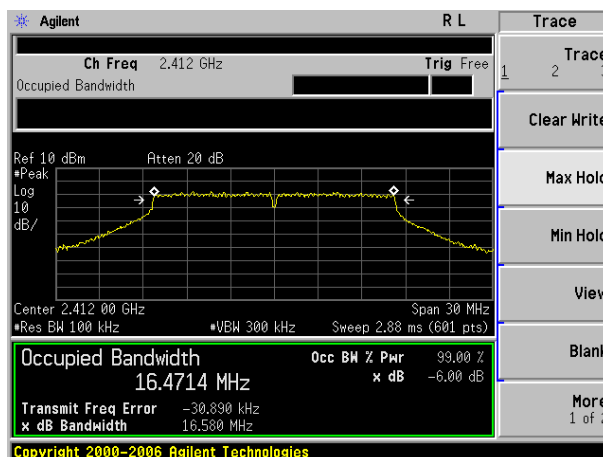 Agilent R L Trace
Ch Freq 2.412 GHz Trig Free
Occupied Bandwidth
Trace
1 2
Clear Write
Max Hold
Min Hold
View
Blank
More
1 of 2
Ref 10 dBm Atten 20 dB
#Peak
Log
10
dB/
Center 2.412 00 GHz Span 30 MHz
#Res BW 100 kHz #VBW 300 kHz Sweep 2.88 ms (601 pts)
Occupied Bandwidth Occ BW % Pwr 99.00 %
16.4714 MHz x dB -6.00 dB
Transmit Freq Error -30.890 kHz
x dB Bandwidth 16.580 MHz
Copyright 2000-2006 Agilent Technologies